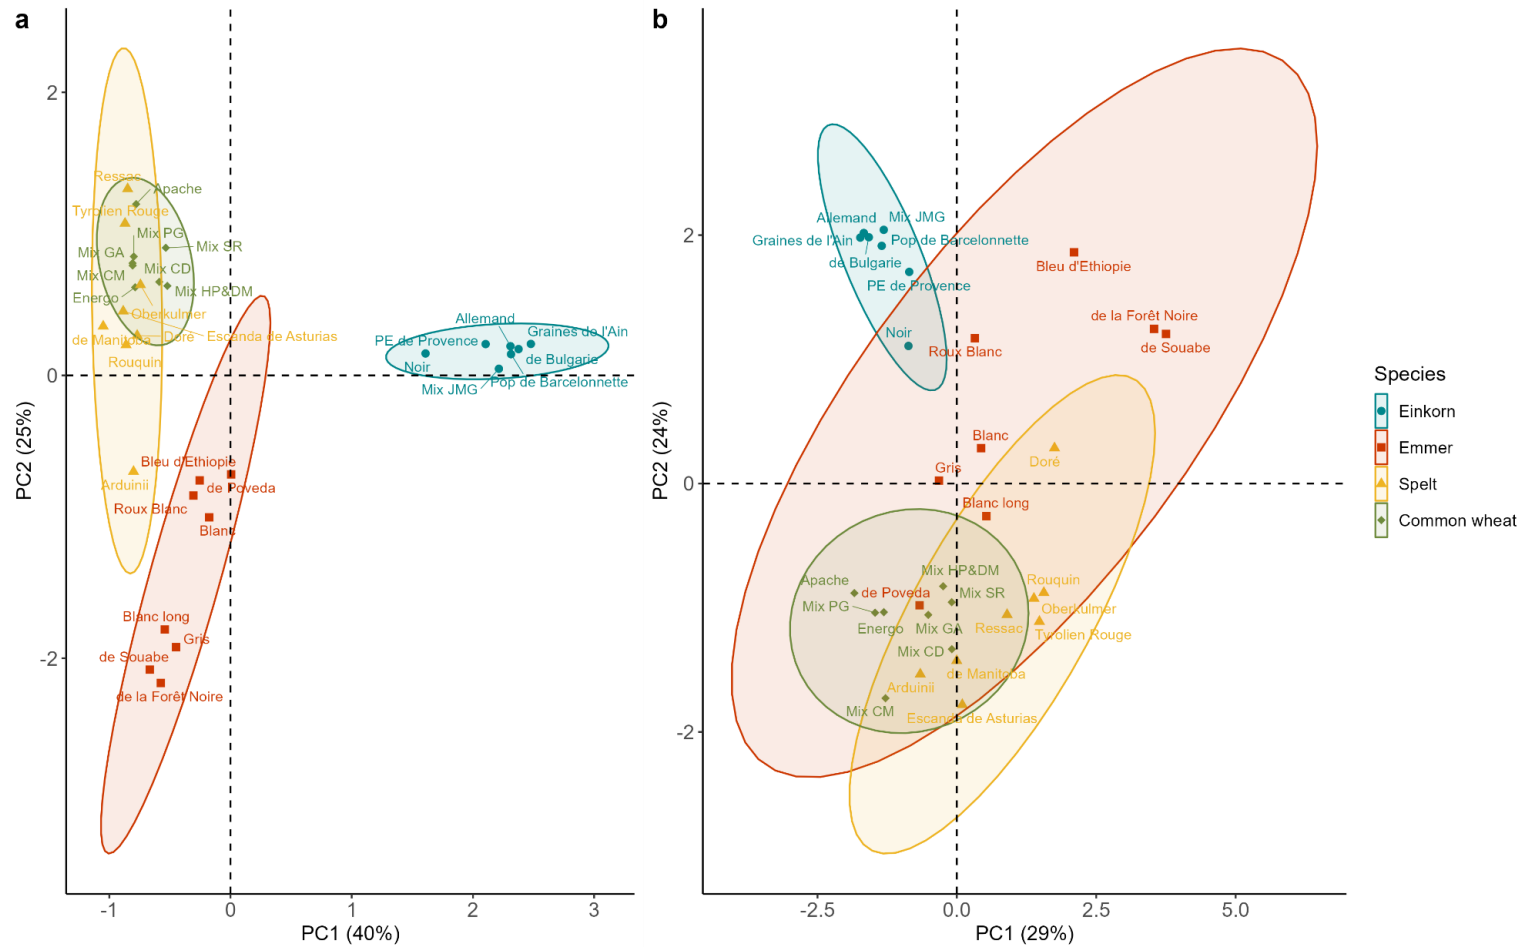 a
b
2
0
-2
-1
0
1
2
3
PC1 (40%)
PC2 (25%)
Ressac
Apache
Tyrolien Rouge
Mix PG
Mix SR
Mix GA
Mix CD
Mix CM
Mix HP&DM
Energo
Oberkulmer
de Manitoba
Doré
Escanda de Asturias
Rouquin
Arduinii
Allemand
PE de Provence
Graines de l'Ain
Noir
de Bulgarie
Mix JMG
Pop de Barcelonnette
Bleu d'Ethiopie
de Poveda
Roux Blanc
Blanc
Blanc long
Gris
de Souabe
de la Forêt Noire
2
0
-2
-2.5
0.0
2.5
5.0
PC1 (29%)
PC2 (24%)
Allemand
Mix JMG
Graines de l'Ain
Pop de Barcelonnette
de Bulgarie
PE de Provence
Noir
Roux Blanc
Bleu d'Ethiopie
de la Forêt Noire
de Souabe
Blanc
Gris
Doré
Blanc long
Mix HP&DM
Apache
de Poveda
Mix SR
Mix PG
Energo
Mix GA
Ressac
Rouquin
Oberkulmer
Tyrolien Rouge
Mix CD
de Manitoba
Arduinii
Mix CM
Escanda de Asturias
Species
Einkorn
Emmer
Spelt
Common wheat